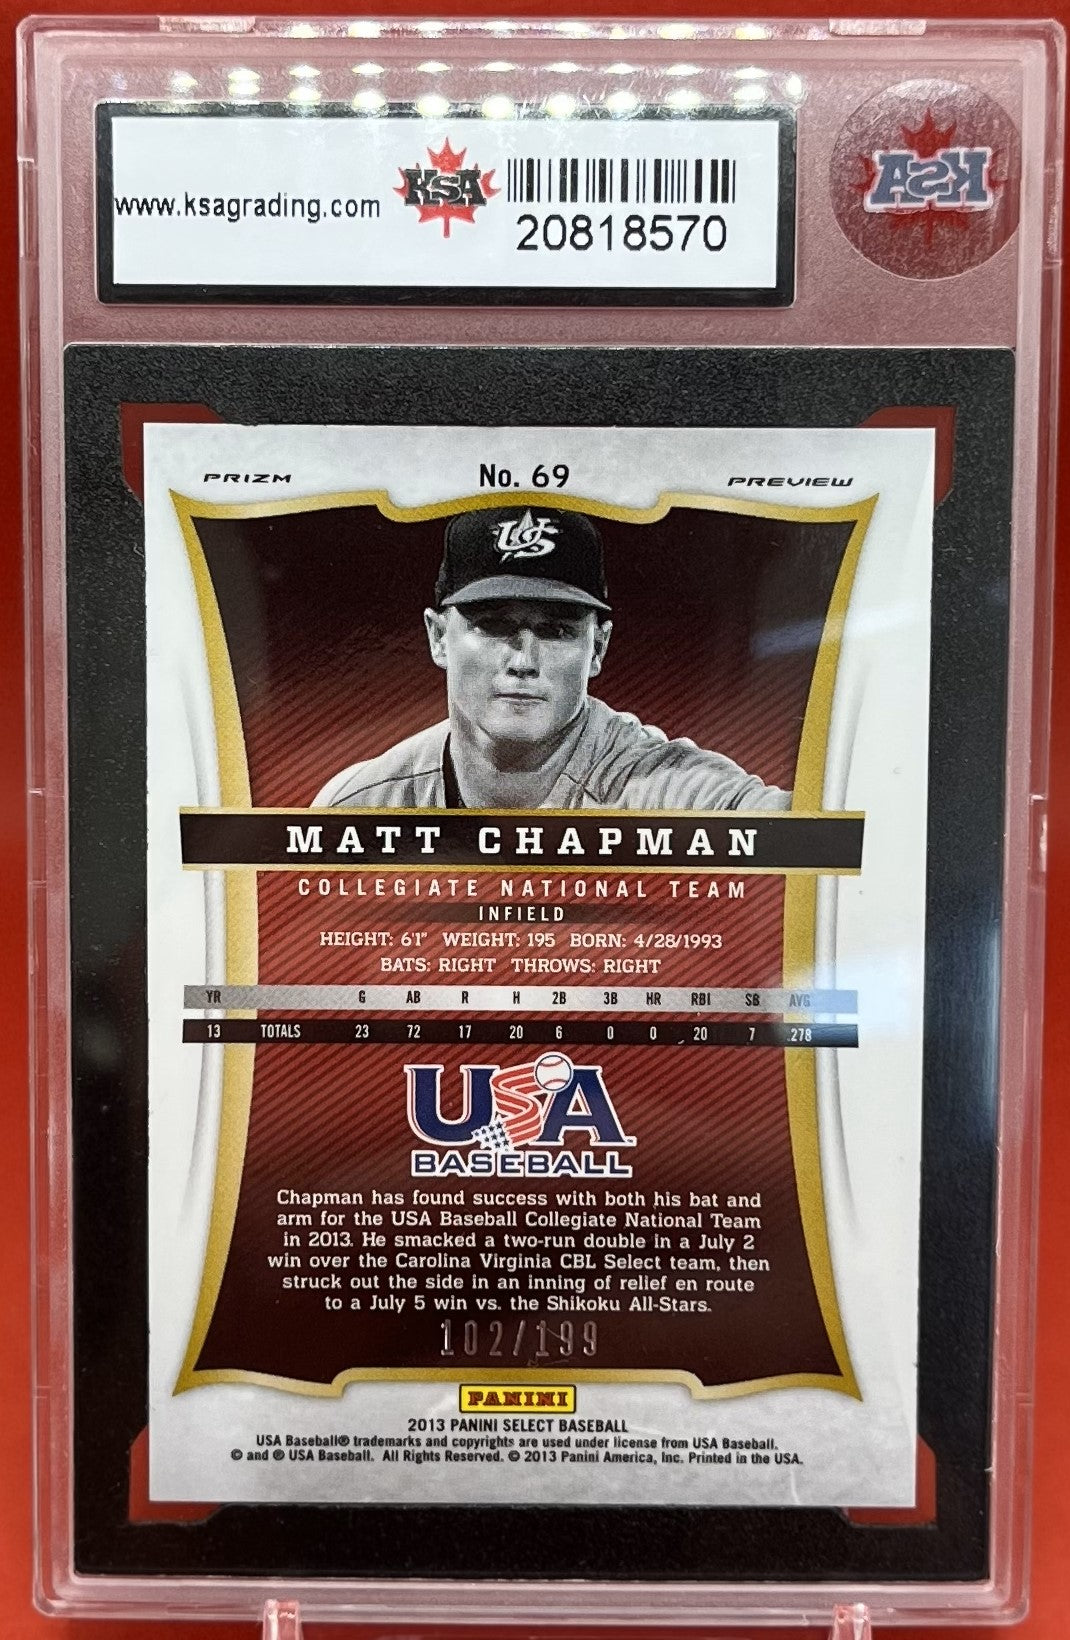 www.ksagrading.com
KSA
20818570
KSA
PRIZM
No. 69
PREVIEW
US
MATT CHAPMAN
COLLEGIATE NATIONAL TEAM
INFIELD
HEIGHT: 6'1" WEIGHT: 195 BORN: 4/28/1993
BATS: RIGHT THROWS: RIGHT
YR G AB R H 2B 3B HR RBI SB AVG
13 TOTALS 23 72 17 20 6 0 0 20 7 .278
USA
BASEBALL
Chapman has found success with both his bat and
arm for the USA Baseball Collegiate National Team
in 2013. He smacked a two-run double in a July 2
win over the Carolina Virginia CBL Select team, then
struck out the side in an inning of relief en route
to a July 5 win vs. the Shikoku All-Stars.
102/199
PANINI
2013 PANINI SELECT BASEBALL
USA Baseball® trademarks and copyrights are used under license from USA Baseball.
© and ® USA Baseball. All Rights Reserved. © 2013 Panini America, Inc. Printed in the USA.